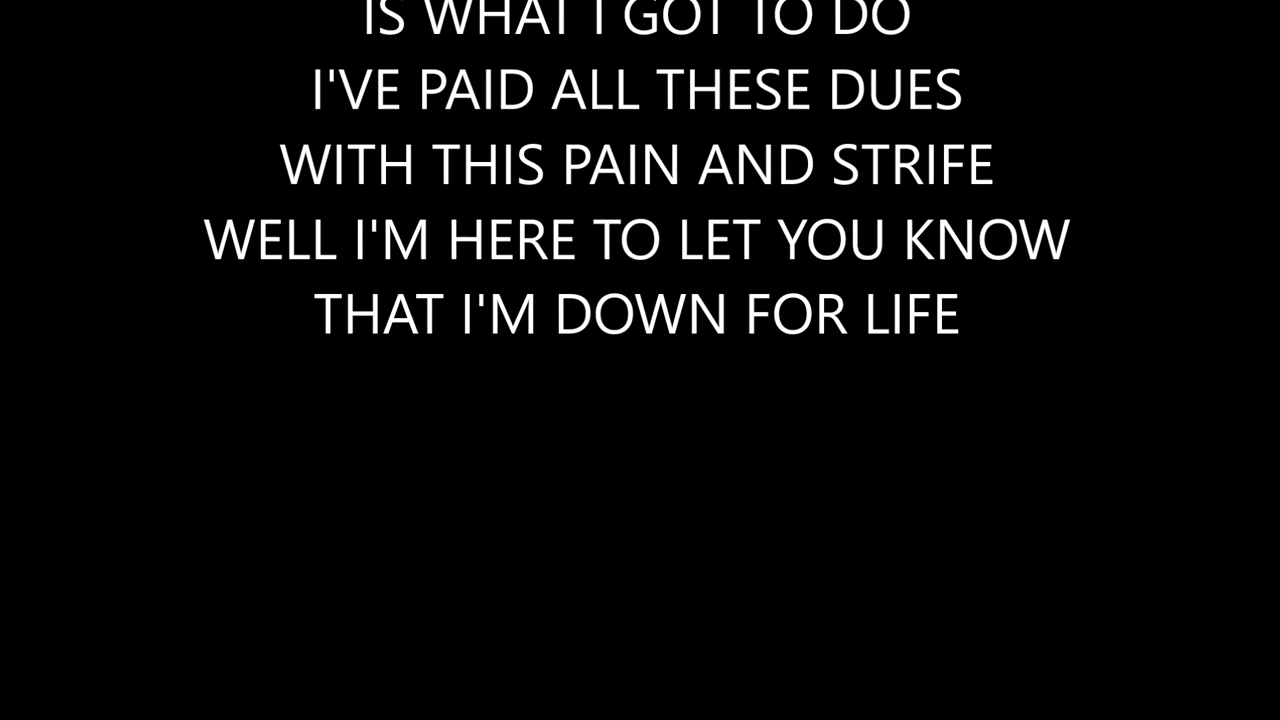 IS WHAT I GOT TO DO
I'VE PAID ALL THESE DUES
WITH THIS PAIN AND STRIFE
WELL I'M HERE TO LET YOU KNOW
THAT I'M DOWN FOR LIFE